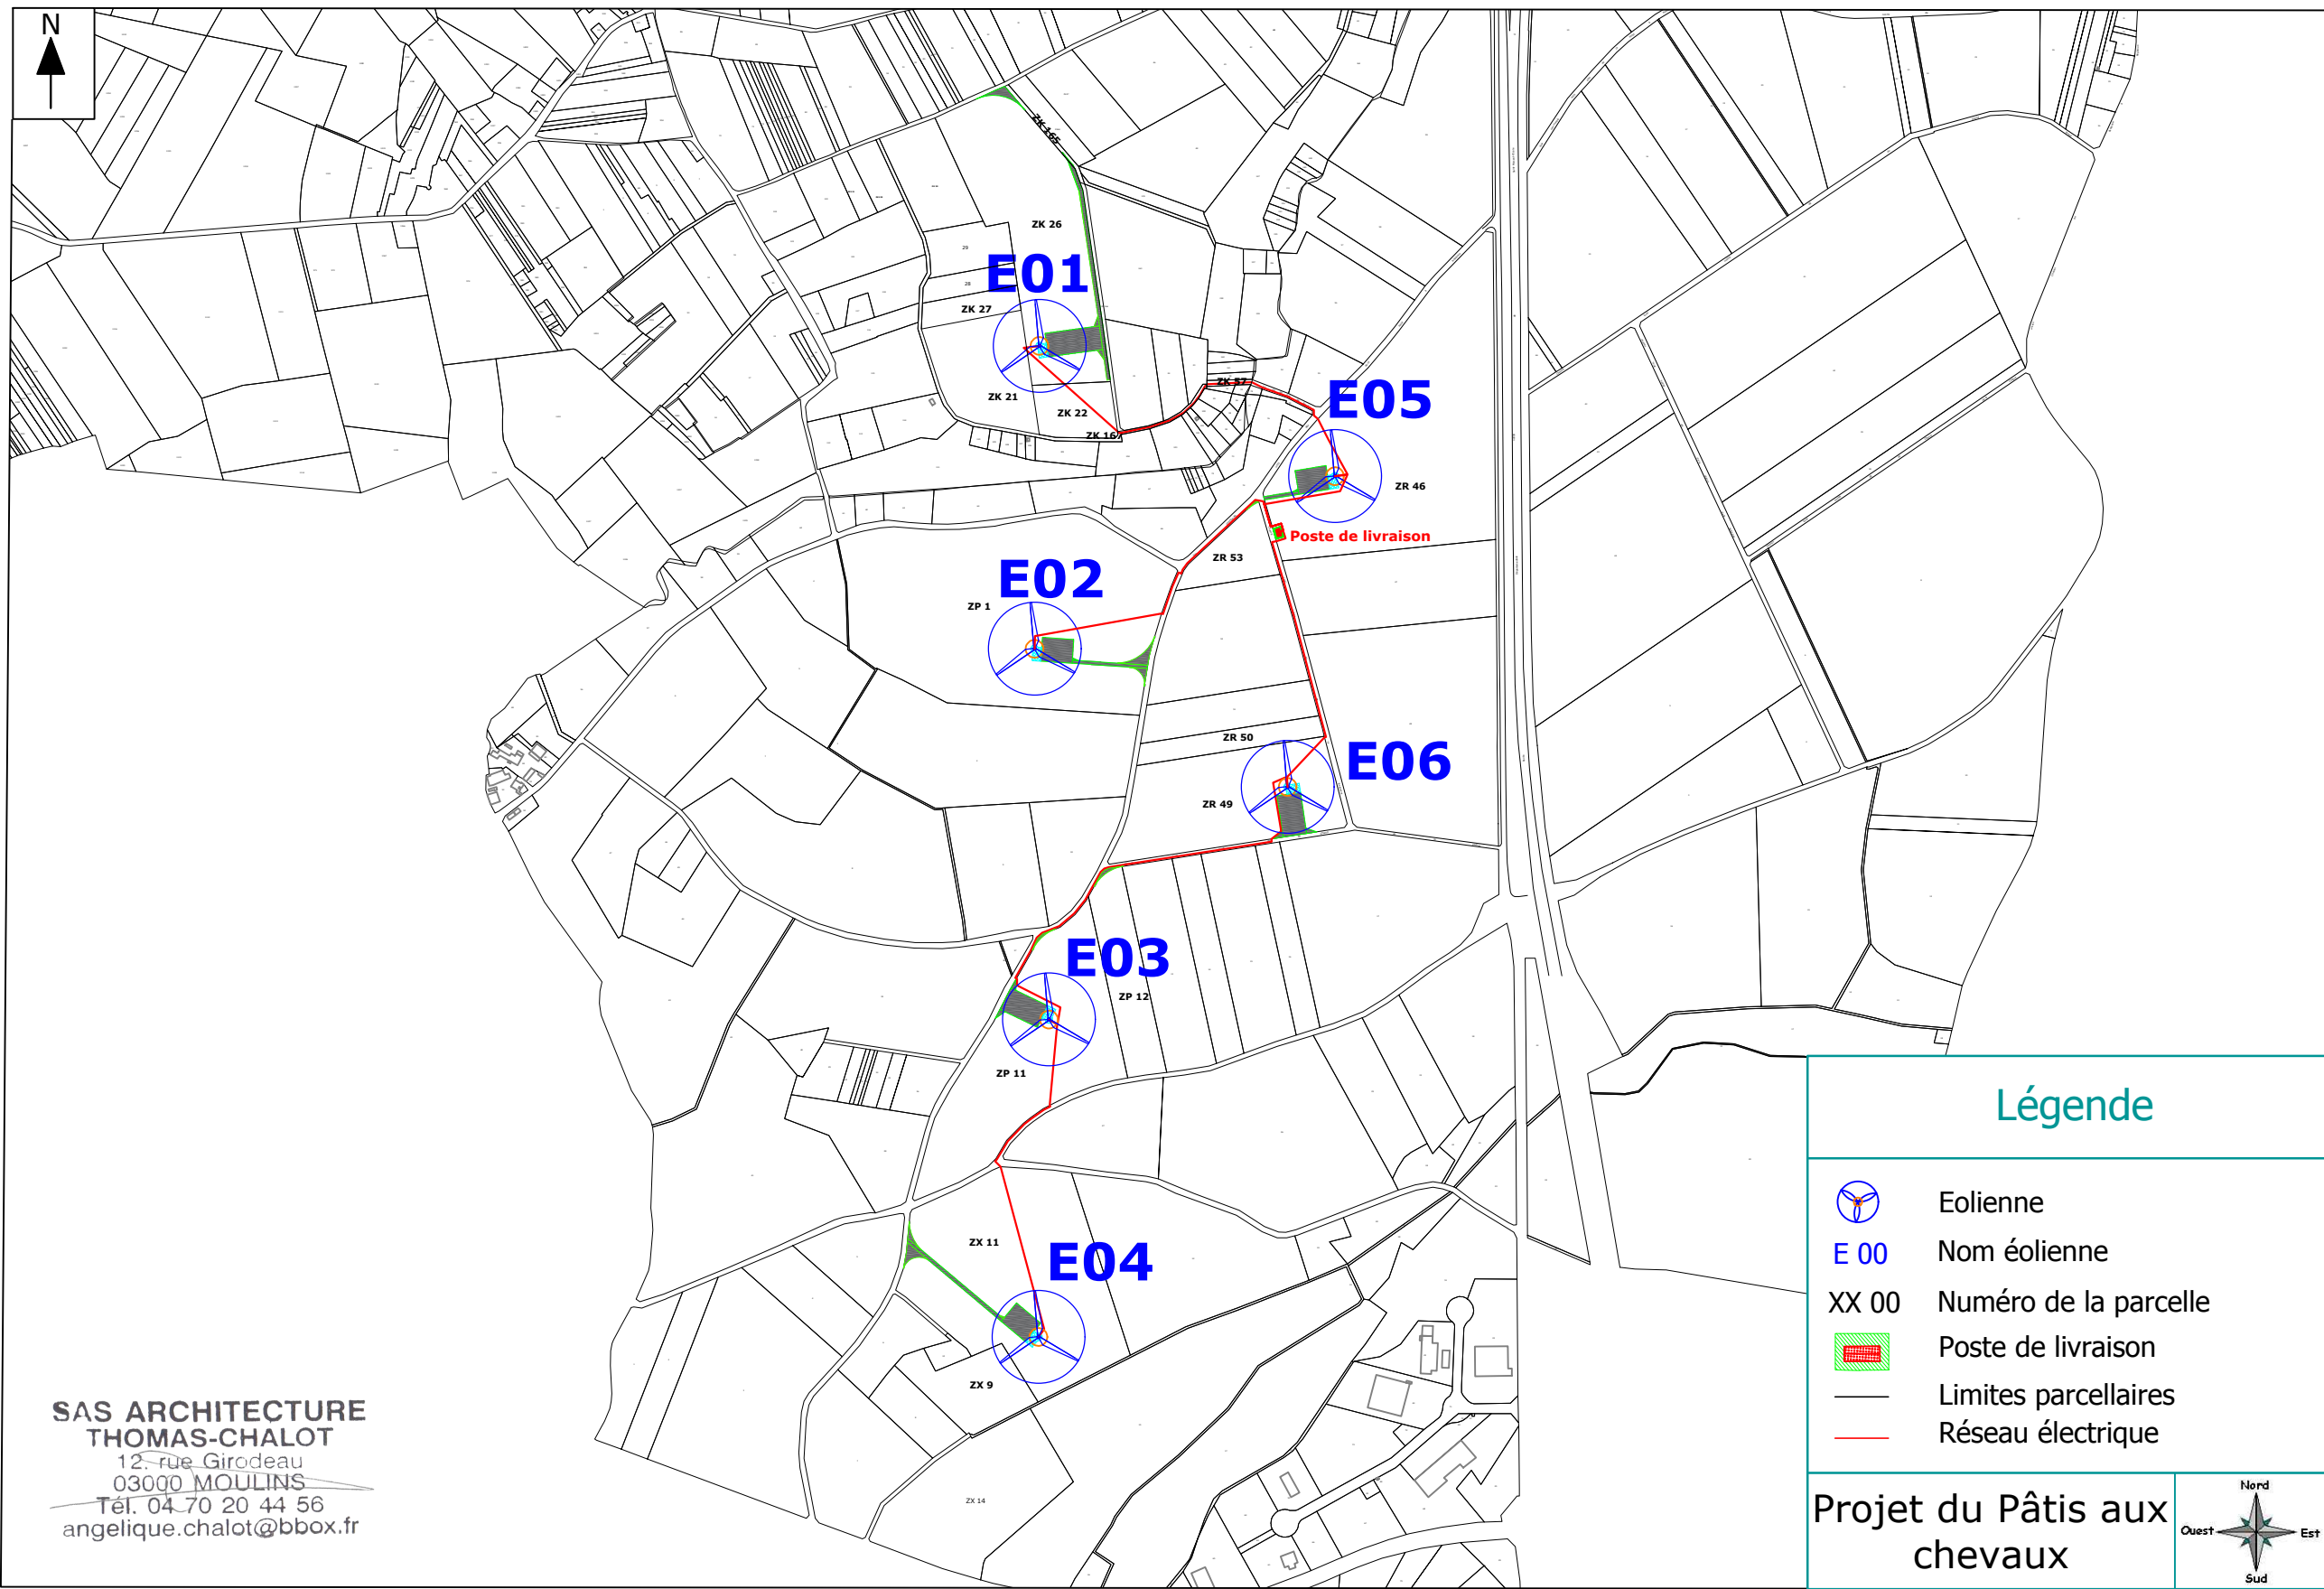 N
ZK 165
ZK 26
29
E01
28
ZK 27
ZK 57
E05
ZK 21
ZK 22
ZK 167
ZR 46
Poste de livraison
ZR 53
E02
ZP 1
ZR 50
E06
ZR 49
E03
ZP 12
ZP 11
ZX 11
E04
ZX 9
ZX 14
Légende
Eolienne
E 00 Nom éolienne
XX 00 Numéro de la parcelle
Poste de livraison
Limites parcellaires
Réseau électrique
Projet du Pâtis aux
chevaux
Nord
Ouest
Est
Sud
SAS ARCHITECTURE
THOMAS-CHALOT
12, rue Girodeau
03000 MOULINS
Tél. 04 70 20 44 56
angelique.chalot@bbox.fr